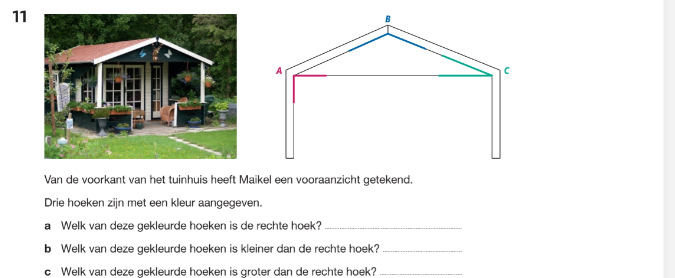 11
B
A
C
Van de voorkant van het tuinhuis heeft Maikel een vooraanzicht getekend.
Drie hoeken zijn met een kleur aangegeven.
a Welk van deze gekleurde hoeken is de rechte hoek?
b Welk van deze gekleurde hoeken is kleiner dan de rechte hoek?
c Welk van deze gekleurde hoeken is groter dan de rechte hoek?